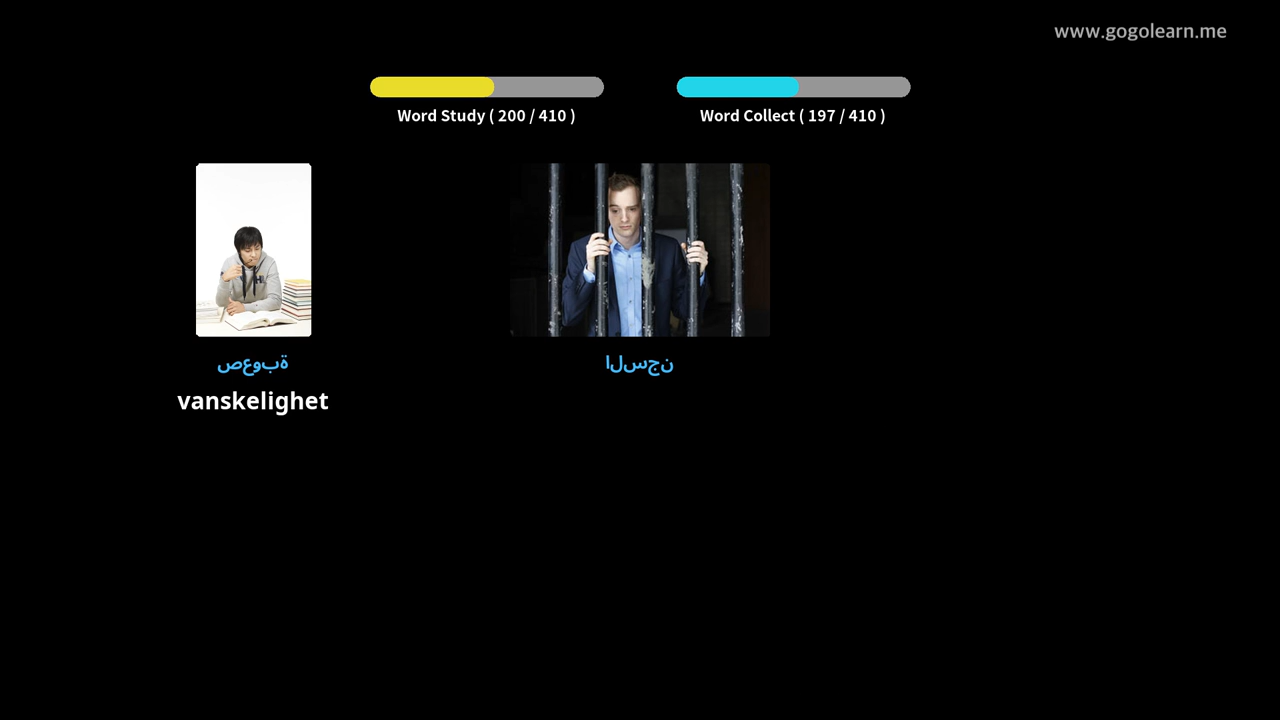 www.gogolearn.me
Word Study ( 200 / 410 )
Word Collect ( 197 / 410 )
صعوبة
vanskelighet
السجن